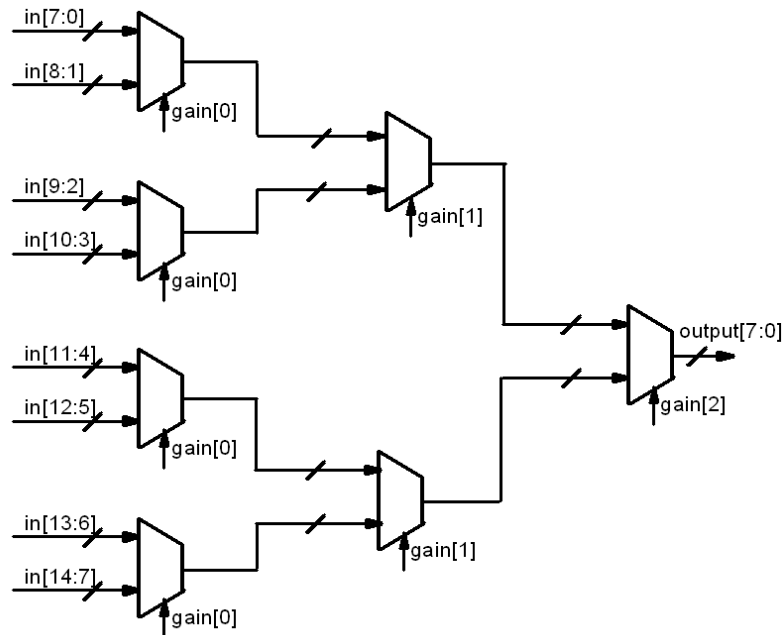 in[7:0]
in[8:1]
gain[0]
in[9:2]
in[10:3]
gain[0]
gain[1]
in[11:4]
in[12:5]
gain[0]
in[13:6]
in[14:7]
gain[0]
gain[1]
output[7:0]
gain[2]